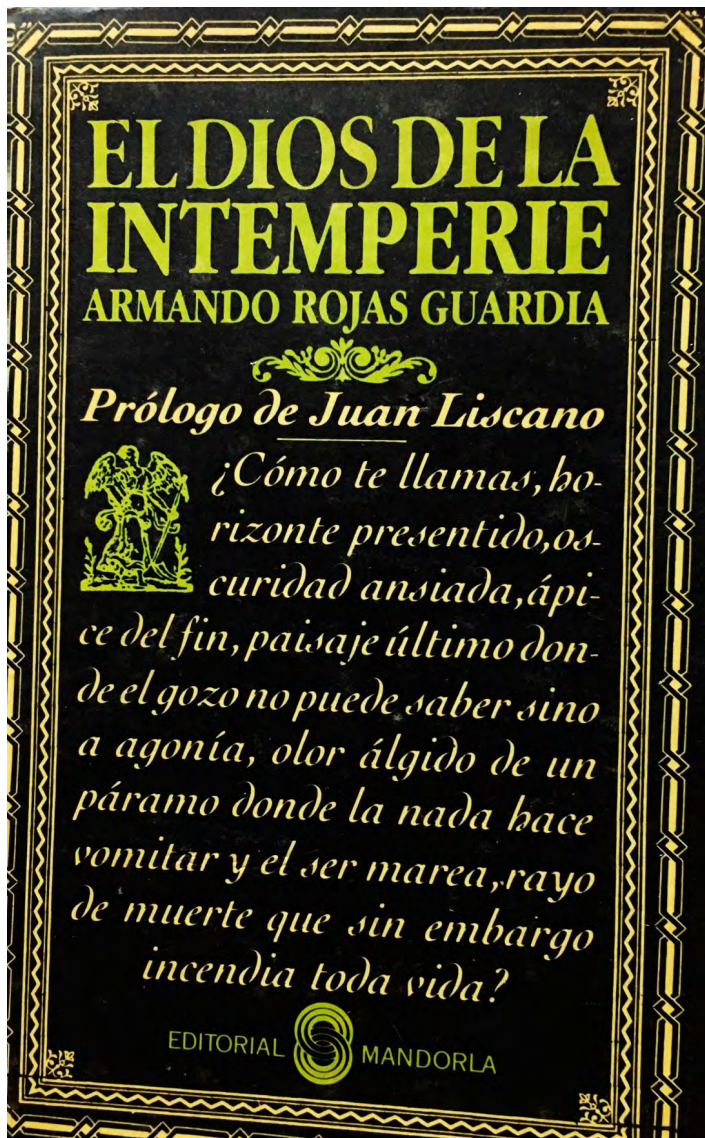 EL DIOS DE LA
INTEMPERIE
ARMANDO ROJAS GUARDIA
Prólogo de Juan Liscano
¿Cómo te llamas, ho-
rizonte presentido, os-
curidad ansiada, ápi-
ce del fin, paisaje último don-
de el gozo no puede saber sino
a agonía, olor álgido de un
páramo donde la nada hace
vomitar y el ser marea, rayo
de muerte que sin embargo
incendia toda vida?
EDITORIAL MANDORLA